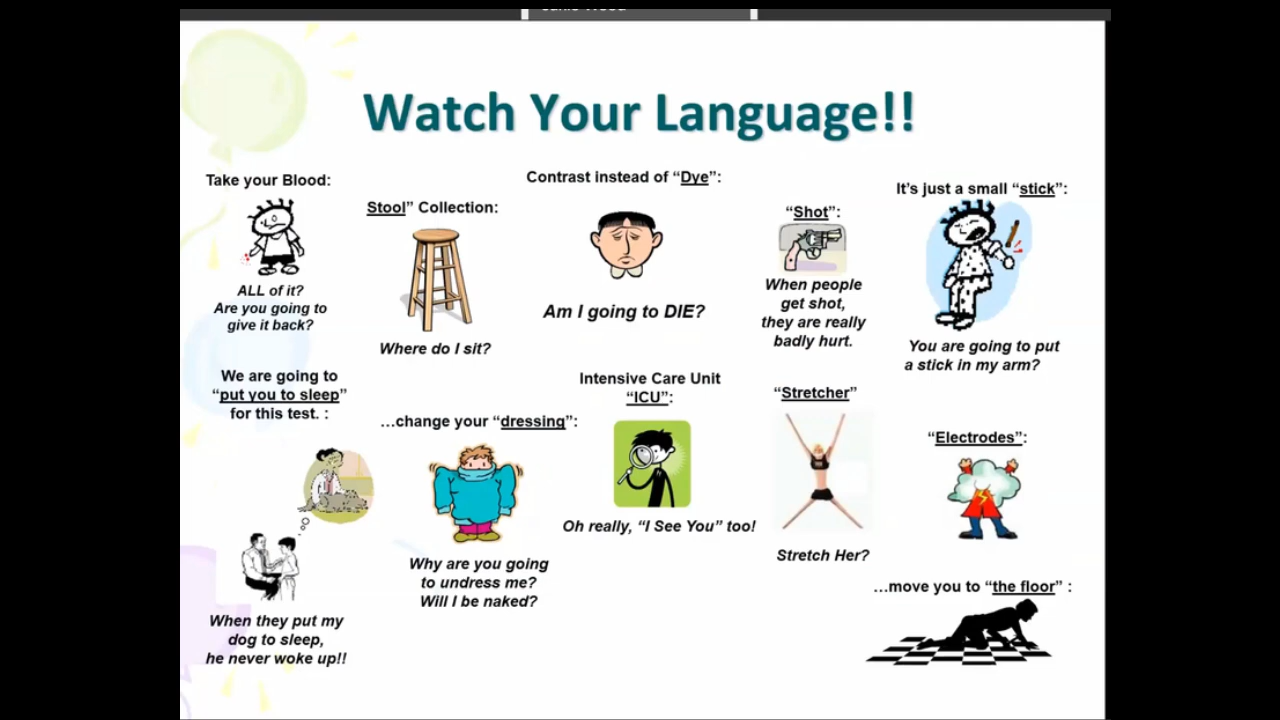 Watch Your Language!!
Take your Blood:
ALL of it?
Are you going to
give it back?
Stool” Collection:
Where do I sit?
Contrast instead of “Dye”:
Am I going to DIE?
“Shot”:
When people
get shot,
they are really
badly hurt.
It’s just a small “stick”:
You are going to put
a stick in my arm?
We are going to
“put you to sleep”
for this test. :
When they put my
dog to sleep,
he never woke up!!
…change your “dressing”:
Why are you going
to undress me?
Will I be naked?
Intensive Care Unit
“ICU”:
Oh really, “I See You” too!
“Stretcher”
Stretch Her?
“Electrodes”:
…move you to “the floor” :